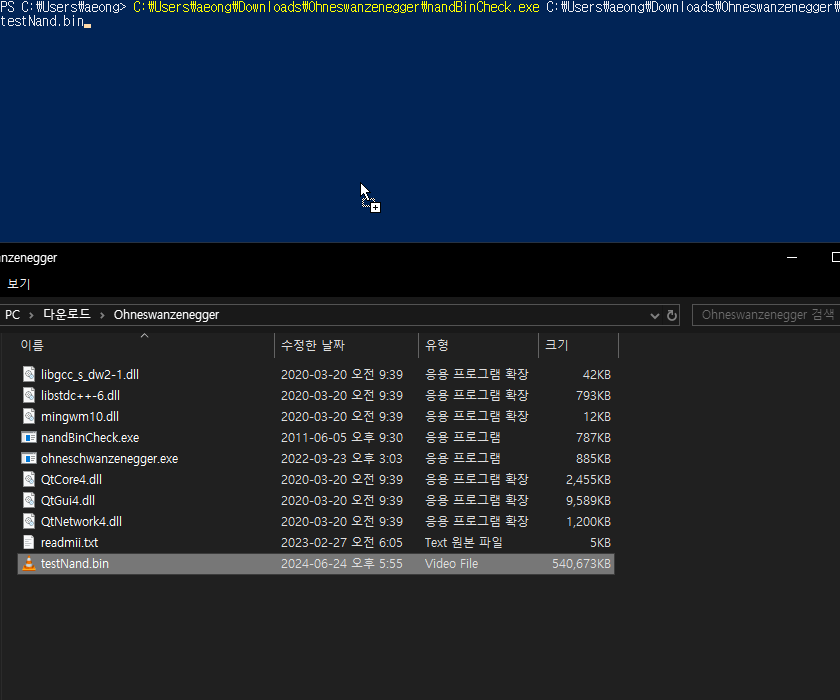 PS C:₩Users₩aeong> C:₩Users₩aeong₩Downloads₩Ohneswanzenegger₩nandBinCheck.exe C:₩Users₩aeong₩Downloads₩Ohneswanzenegger₩
testNand.bin
nzenegger
보기
PC > 다운로드 > Ohneswanzenegger
Ohneswanzenegger 검색
이름 수정한 날짜 유형 크기
libgcc_s_dw2-1.dll 2020-03-20 오전 9:39 응용 프로그램 확장 42KB
libstdc++-6.dll 2020-03-20 오전 9:39 응용 프로그램 확장 793KB
mingwm10.dll 2020-03-20 오전 9:39 응용 프로그램 확장 12KB
nandBinCheck.exe 2011-06-05 오후 9:30 응용 프로그램 787KB
ohneschwanzenegger.exe 2022-03-23 오후 3:03 응용 프로그램 885KB
QtCore4.dll 2020-03-20 오전 9:39 응용 프로그램 확장 2,455KB
QtGui4.dll 2020-03-20 오전 9:39 응용 프로그램 확장 9,589KB
QtNetwork4.dll 2020-03-20 오전 9:39 응용 프로그램 확장 1,200KB
readmii.txt 2023-02-27 오전 6:05 Text 원본 파일 5KB
testNand.bin 2024-06-24 오후 5:55 Video File 540,673KB